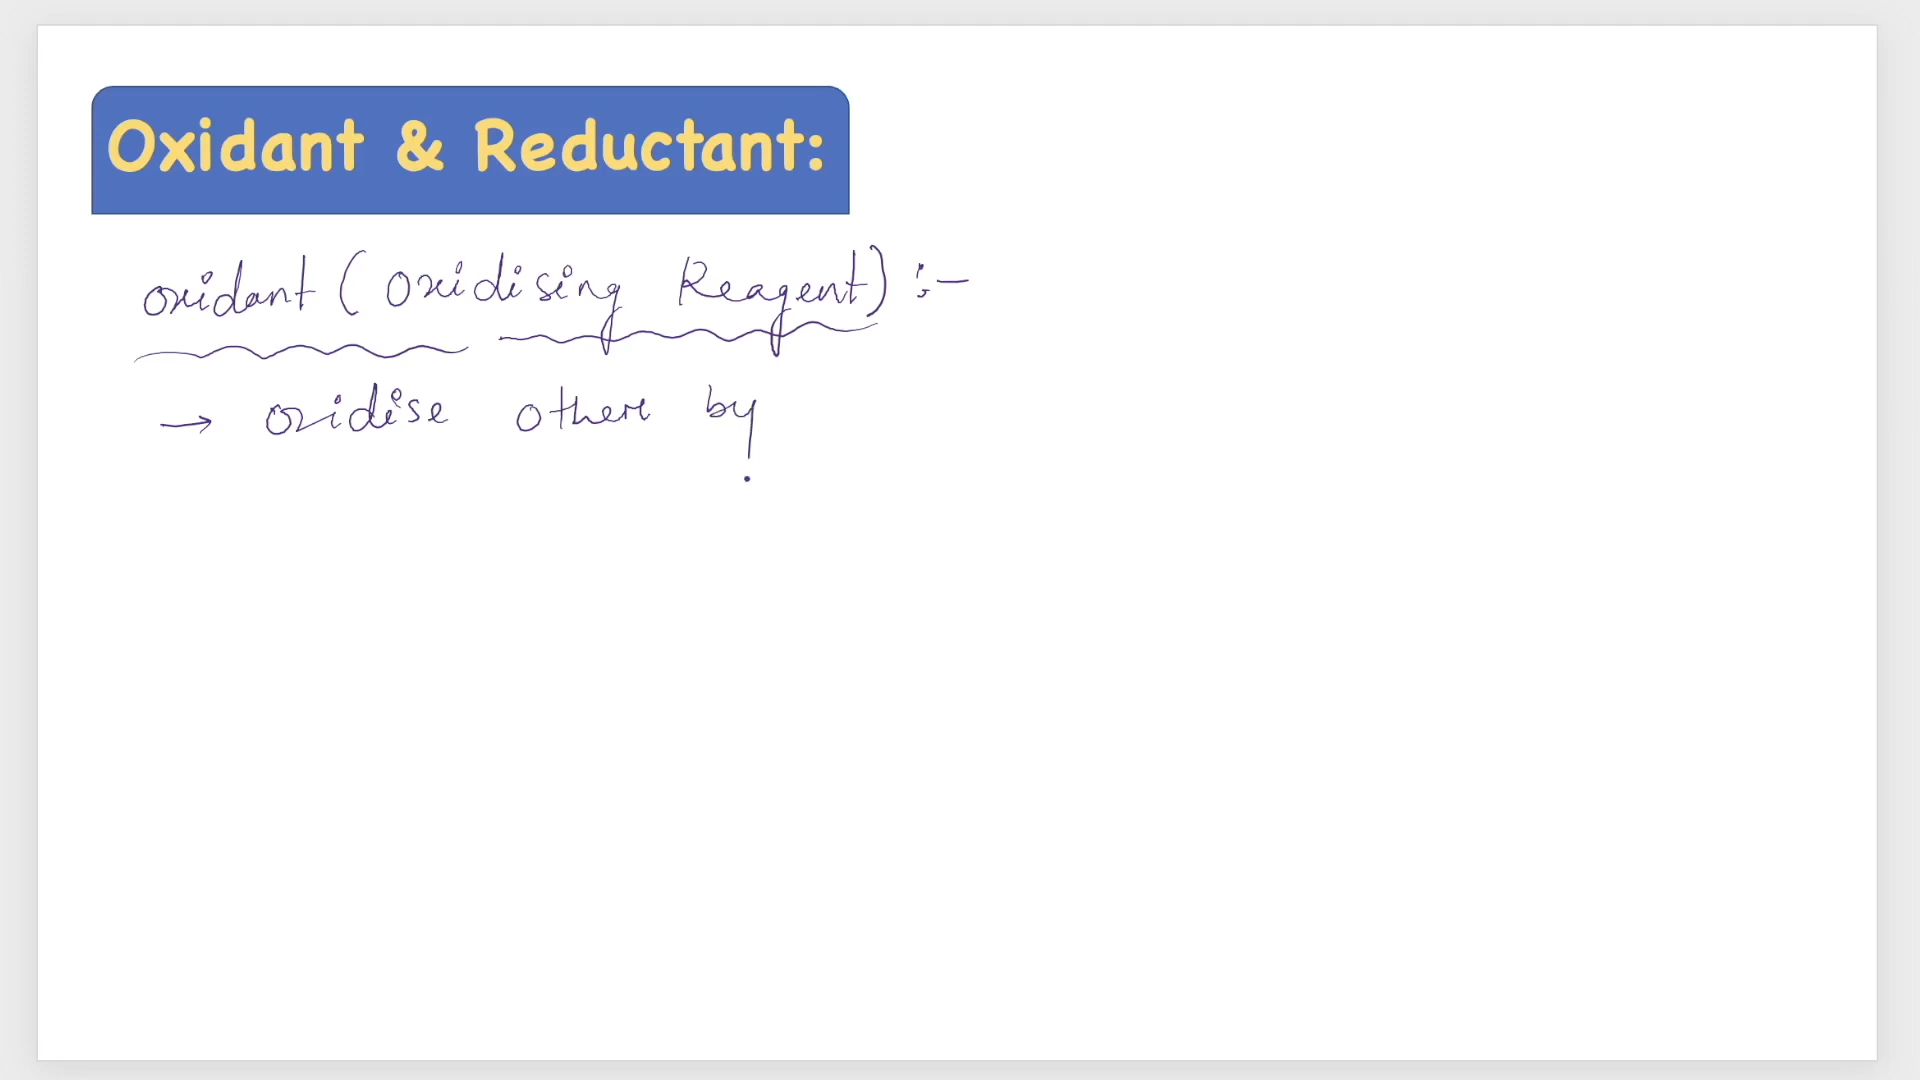 Oxidant & Reductant:
oxidant (Oxidising Reagent) :-
→ oxidise other by